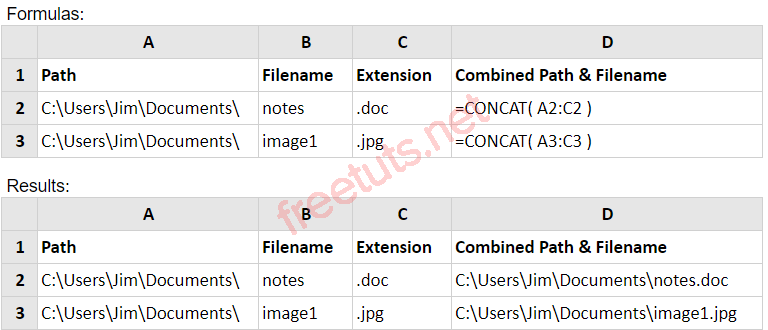 Formulas:
A B C D
1 Path Filename Extension Combined Path & Filename
2 C:\Users\Jim\Documents\ notes .doc =CONCAT( A2:C2 )
3 C:\Users\Jim\Documents\ image1 .jpg =CONCAT( A3:C3 )
freetuts.net
Results:
A B C D
1 Path Filename Extension Combined Path & Filename
2 C:\Users\Jim\Documents\ notes .doc C:\Users\Jim\Documents\notes.doc
3 C:\Users\Jim\Documents\ image1 .jpg C:\Users\Jim\Documents\image1.jpg